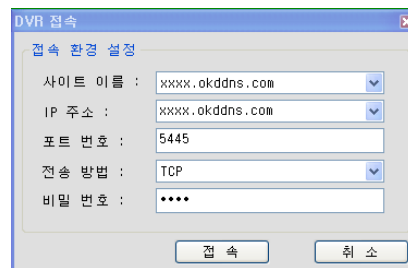 DVR 접속
접속 환경 설정
사이트 이름 : xxxx.okddns.com
IP 주소 : xxxx.okddns.com
포트 번호 : 5445
전송 방법 : TCP
비밀 번호 : ••••
접 속 취 소